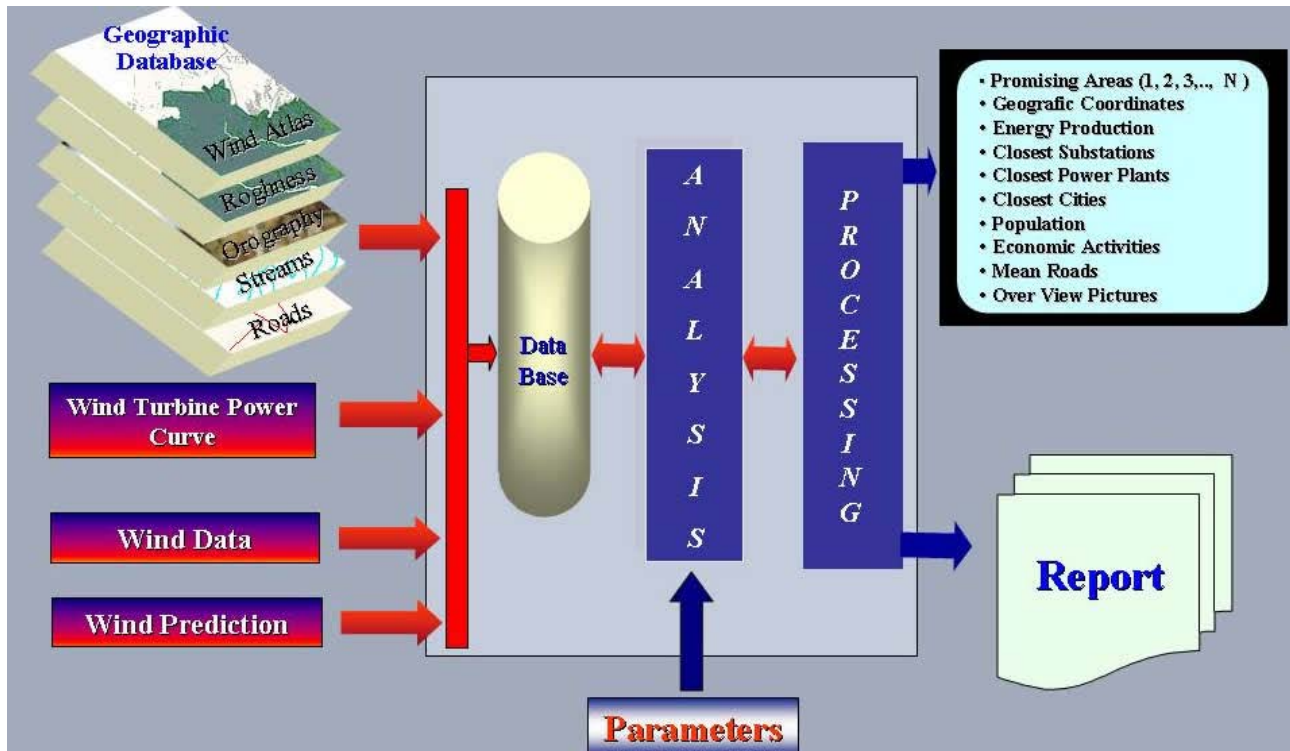 Geographic
Database
Wind Atlas
Roghness
Orography
Streams
Roads
Wind Turbine Power
Curve
Wind Data
Wind Prediction
Data
Base
ANALYSIS
PROCESSING
Parameters
• Promising Areas (1, 2, 3,.., N )
• Geografic Coordinates
• Energy Production
• Closest Substations
• Closest Power Plants
• Closest Cities
• Population
• Economic Activities
• Mean Roads
• Over View Pictures
Report